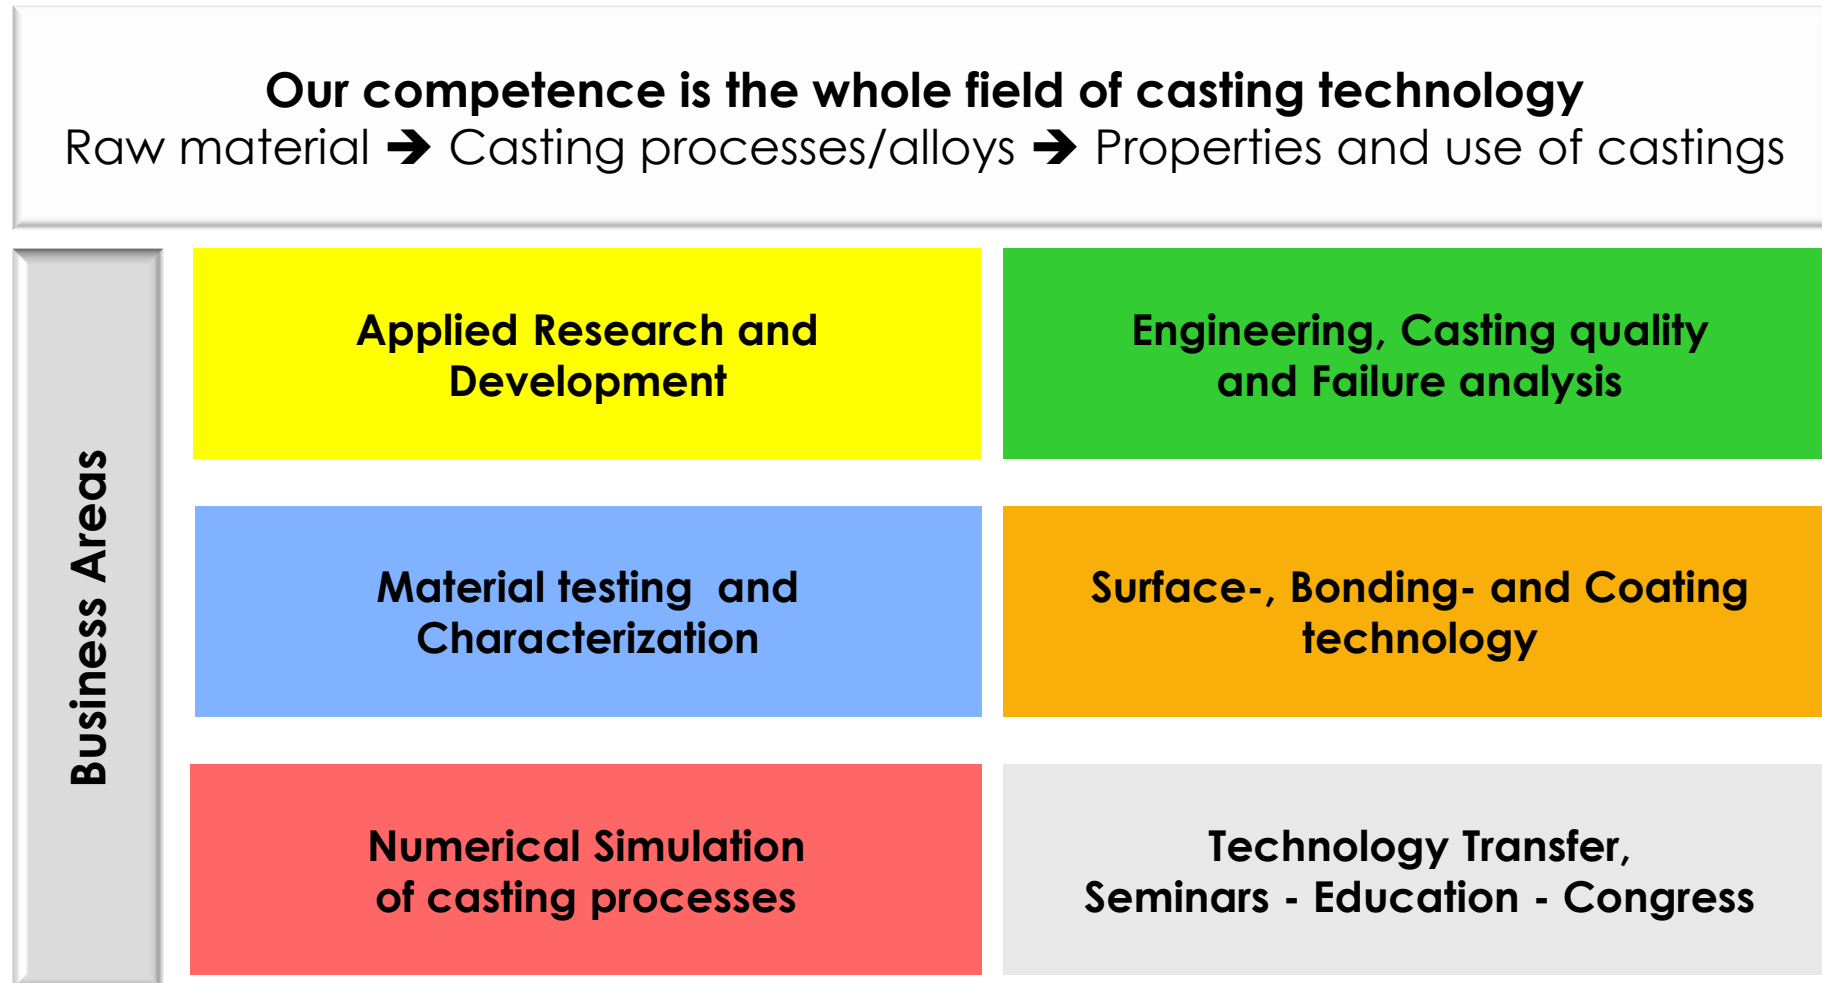 Our competence is the whole field of casting technology
Raw material ➔ Casting processes/alloys ➔ Properties and use of castings
Business Areas
Applied Research and
Development
Engineering, Casting quality
and Failure analysis
Material testing  and
Characterization
Surface-, Bonding- and Coating
technology
Numerical Simulation
of casting processes
Technology Transfer,
Seminars - Education - Congress